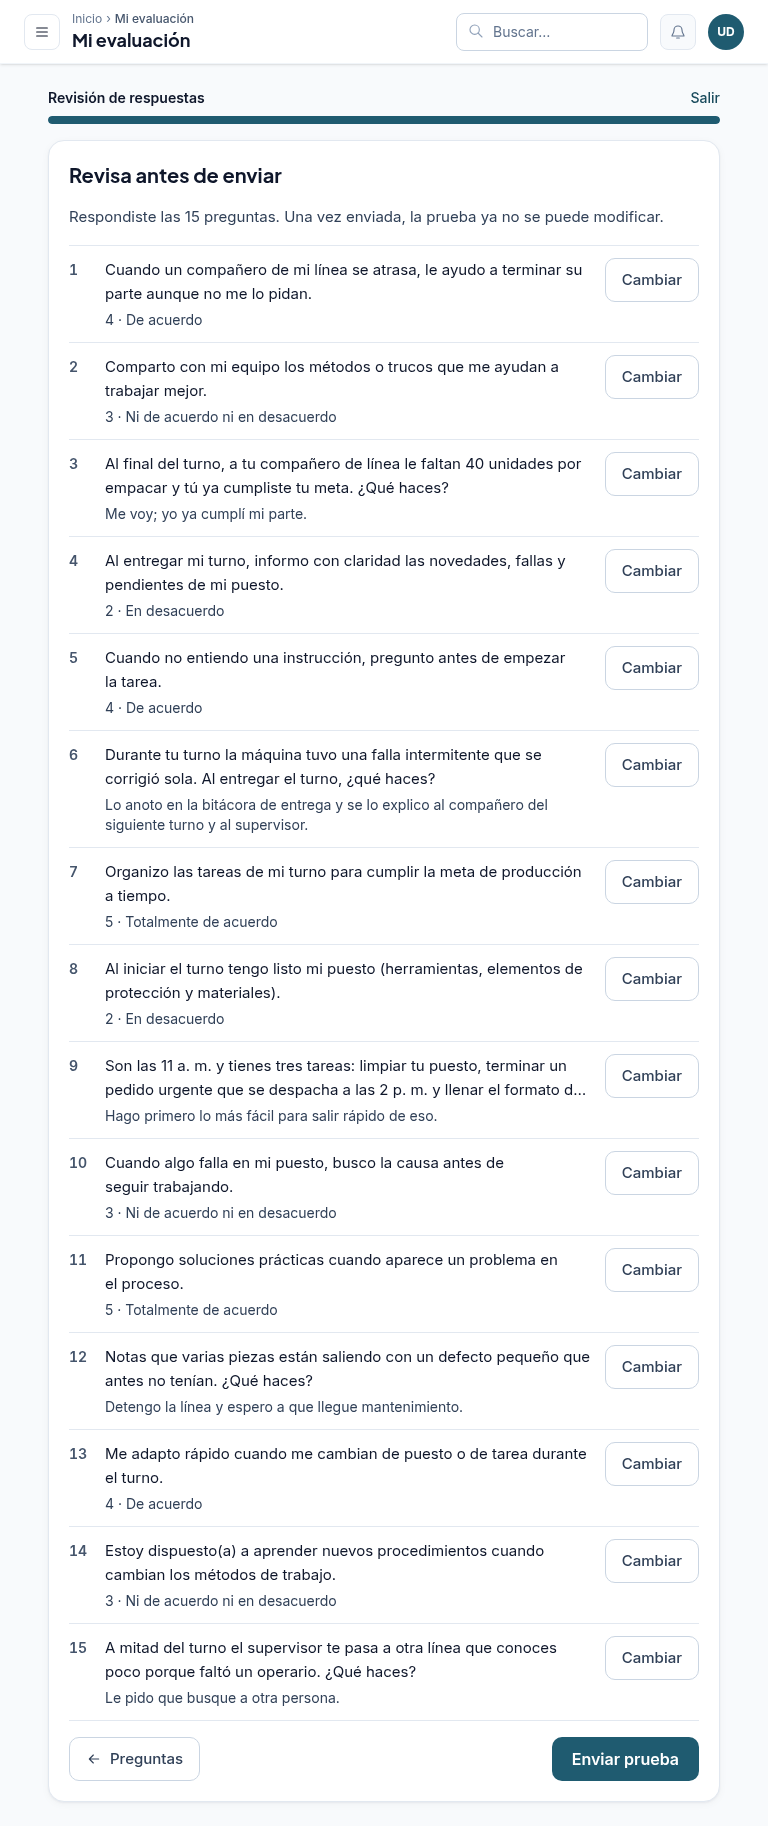 Inicio › Mi evaluación
Mi evaluación
Buscar...
UD
Revisión de respuestas
Salir
Revisa antes de enviar
Respondiste las 15 preguntas. Una vez enviada, la prueba ya no se puede modificar.
1
Cuando un compañero de mi línea se atrasa, le ayudo a terminar su
parte aunque no me lo pidan.
4 · De acuerdo
Cambiar
2
Comparto con mi equipo los métodos o trucos que me ayudan a
trabajar mejor.
3 · Ni de acuerdo ni en desacuerdo
Cambiar
3
Al final del turno, a tu compañero de línea le faltan 40 unidades por
empacar y tú ya cumpliste tu meta. ¿Qué haces?
Me voy; yo ya cumplí mi parte.
Cambiar
4
Al entregar mi turno, informo con claridad las novedades, fallas y
pendientes de mi puesto.
2 · En desacuerdo
Cambiar
5
Cuando no entiendo una instrucción, pregunto antes de empezar
la tarea.
4 · De acuerdo
Cambiar
6
Durante tu turno la máquina tuvo una falla intermitente que se
corrigió sola. Al entregar el turno, ¿qué haces?
Lo anoto en la bitácora de entrega y se lo explico al compañero del
siguiente turno y al supervisor.
Cambiar
7
Organizo las tareas de mi turno para cumplir la meta de producción
a tiempo.
5 · Totalmente de acuerdo
Cambiar
8
Al iniciar el turno tengo listo mi puesto (herramientas, elementos de
protección y materiales).
2 · En desacuerdo
Cambiar
9
Son las 11 a. m. y tienes tres tareas: limpiar tu puesto, terminar un
pedido urgente que se despacha a las 2 p. m. y llenar el formato d...
Hago primero lo más fácil para salir rápido de eso.
Cambiar
10
Cuando algo falla en mi puesto, busco la causa antes de
seguir trabajando.
3 · Ni de acuerdo ni en desacuerdo
Cambiar
11
Propongo soluciones prácticas cuando aparece un problema en
el proceso.
5 · Totalmente de acuerdo
Cambiar
12
Notas que varias piezas están saliendo con un defecto pequeño que
antes no tenían. ¿Qué haces?
Detengo la línea y espero a que llegue mantenimiento.
Cambiar
13
Me adapto rápido cuando me cambian de puesto o de tarea durante
el turno.
4 · De acuerdo
Cambiar
14
Estoy dispuesto(a) a aprender nuevos procedimientos cuando
cambian los métodos de trabajo.
3 · Ni de acuerdo ni en desacuerdo
Cambiar
15
A mitad del turno el supervisor te pasa a otra línea que conoces
poco porque faltó un operario. ¿Qué haces?
Le pido que busque a otra persona.
Cambiar
← Preguntas
Enviar prueba